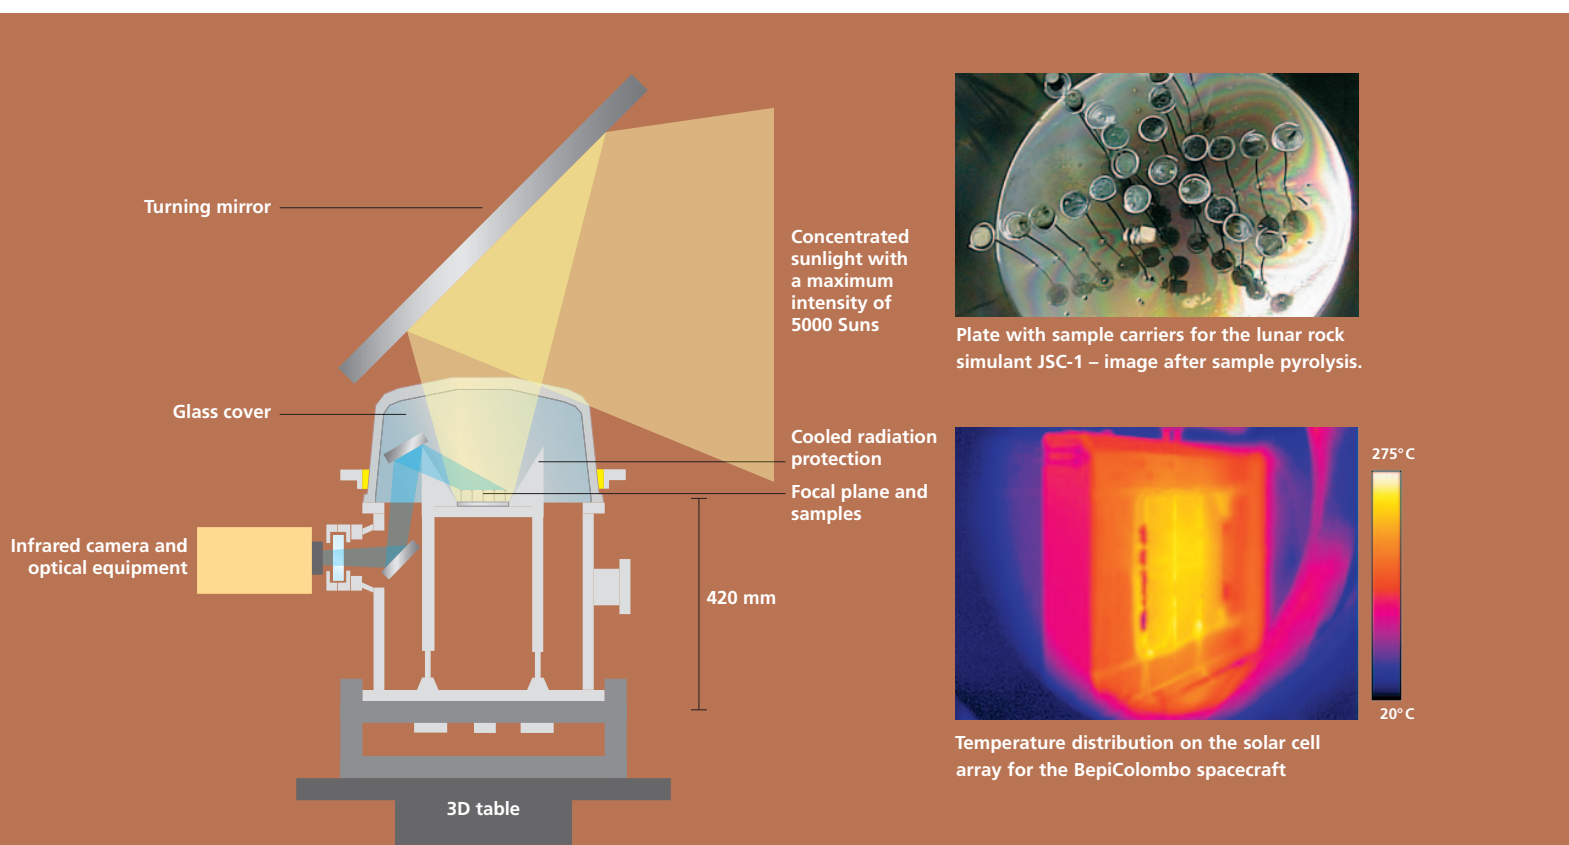 Turning mirror
Glass cover
Infrared camera and
optical equipment
Concentrated
sunlight with
a maximum
intensity of
5000 Suns
Cooled radiation
protection
Focal plane and
samples
420 mm
3D table
Plate with sample carriers for the lunar rock
simulant JSC-1 – image after sample pyrolysis.
275°C
20°C
Temperature distribution on the solar cell
array for the BepiColombo spacecraft